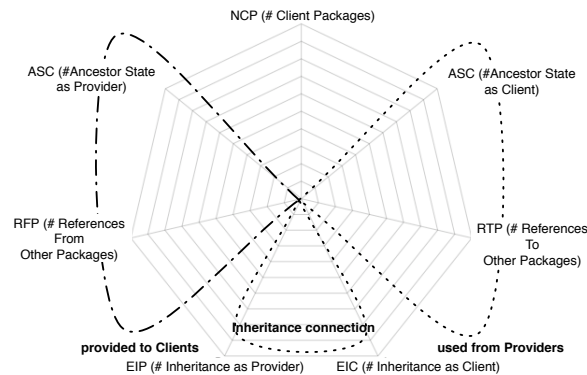 NCP (# Client Packages)
ASC (#Ancestor State
as Provider)
ASC (#Ancestor State
as Client)
RFP (# References
From
Other Packages)
RTP (# References
To
Other Packages)
Inheritance connection
provided to Clients
used from Providers
EIP (# Inheritance as Provider)
EIC (# Inheritance as Client)